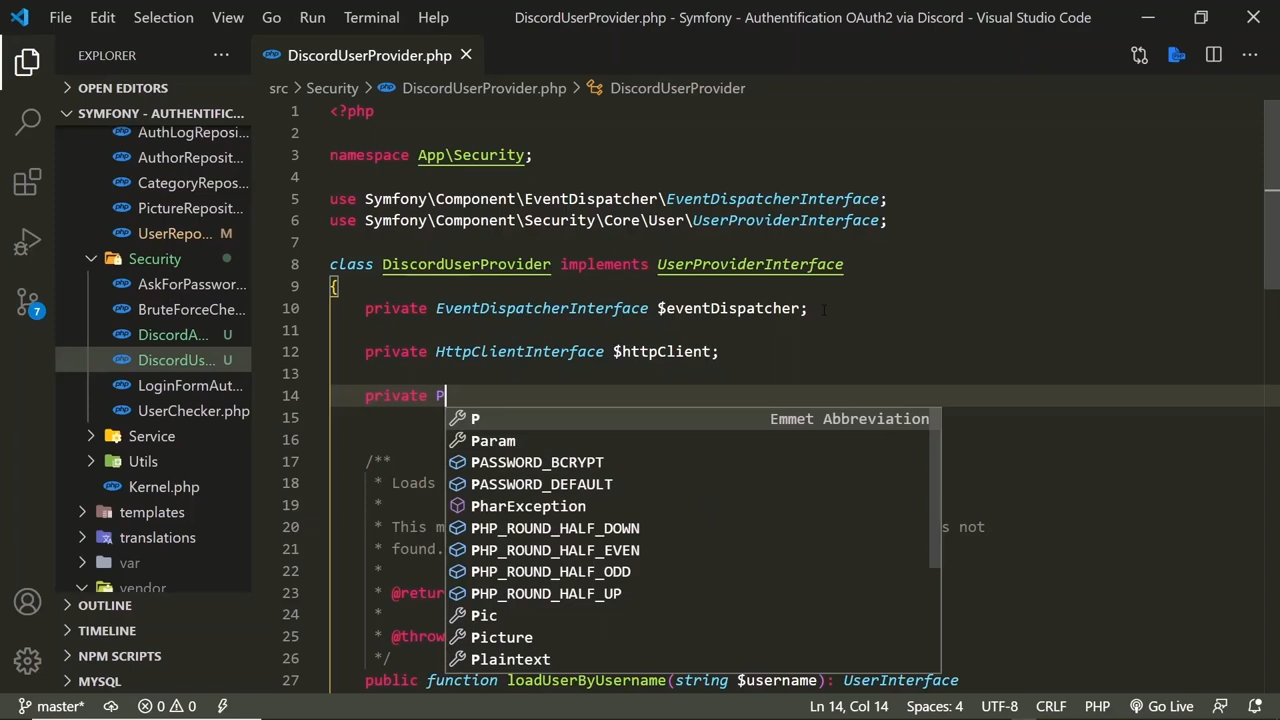 File Edit Selection View Go Run Terminal Help DiscordUserProvider.php - Symfony - Authentification OAuth2 via Discord - Visual Studio Code
EXPLORER ...
DiscordUserProvider.php
OPEN EDITORS
src > Security > DiscordUserProvider.php > DiscordUserProvider
SYMFONY - AUTHENTIFIC...
AuthLogReposi...
AuthorReposit...
CategoryRepos...
PictureReposit...
UserRepo... M
Security
AskForPasswor...
BruteForceChe...
DiscordA... U
DiscordUs... U
LoginFormAut...
UserChecker.php
Service
Utils
Kernel.php
templates
translations
var
vendor
OUTLINE
TIMELINE
NPM SCRIPTS
MYSQL
7
1 <?php
2
3 namespace App\Security;
4
5 use Symfony\Component\EventDispatcher\EventDispatcherInterface;
6 use Symfony\Component\Security\Core\User\UserProviderInterface;
7
8 class DiscordUserProvider implements UserProviderInterface
9 {
10 private EventDispatcherInterface $eventDispatcher;
11
12 private HttpClientInterface $httpClient;
13
14 private P
15
16
17 /**
18 * Loads
19 *
20 * This m s not
21 * found.
22 *
23 * @retur
24 *
25 * @throw
26 */
27 public function loadUserByUsername(string $username): UserInterface
P Emmet Abbreviation
Param
PASSWORD_BCRYPT
PASSWORD_DEFAULT
PharException
PHP_ROUND_HALF_DOWN
PHP_ROUND_HALF_EVEN
PHP_ROUND_HALF_ODD
PHP_ROUND_HALF_UP
Pic
Picture
Plaintext
master* 0 0 Ln 14, Col 14 Spaces: 4 UTF-8 CRLF PHP Go Live